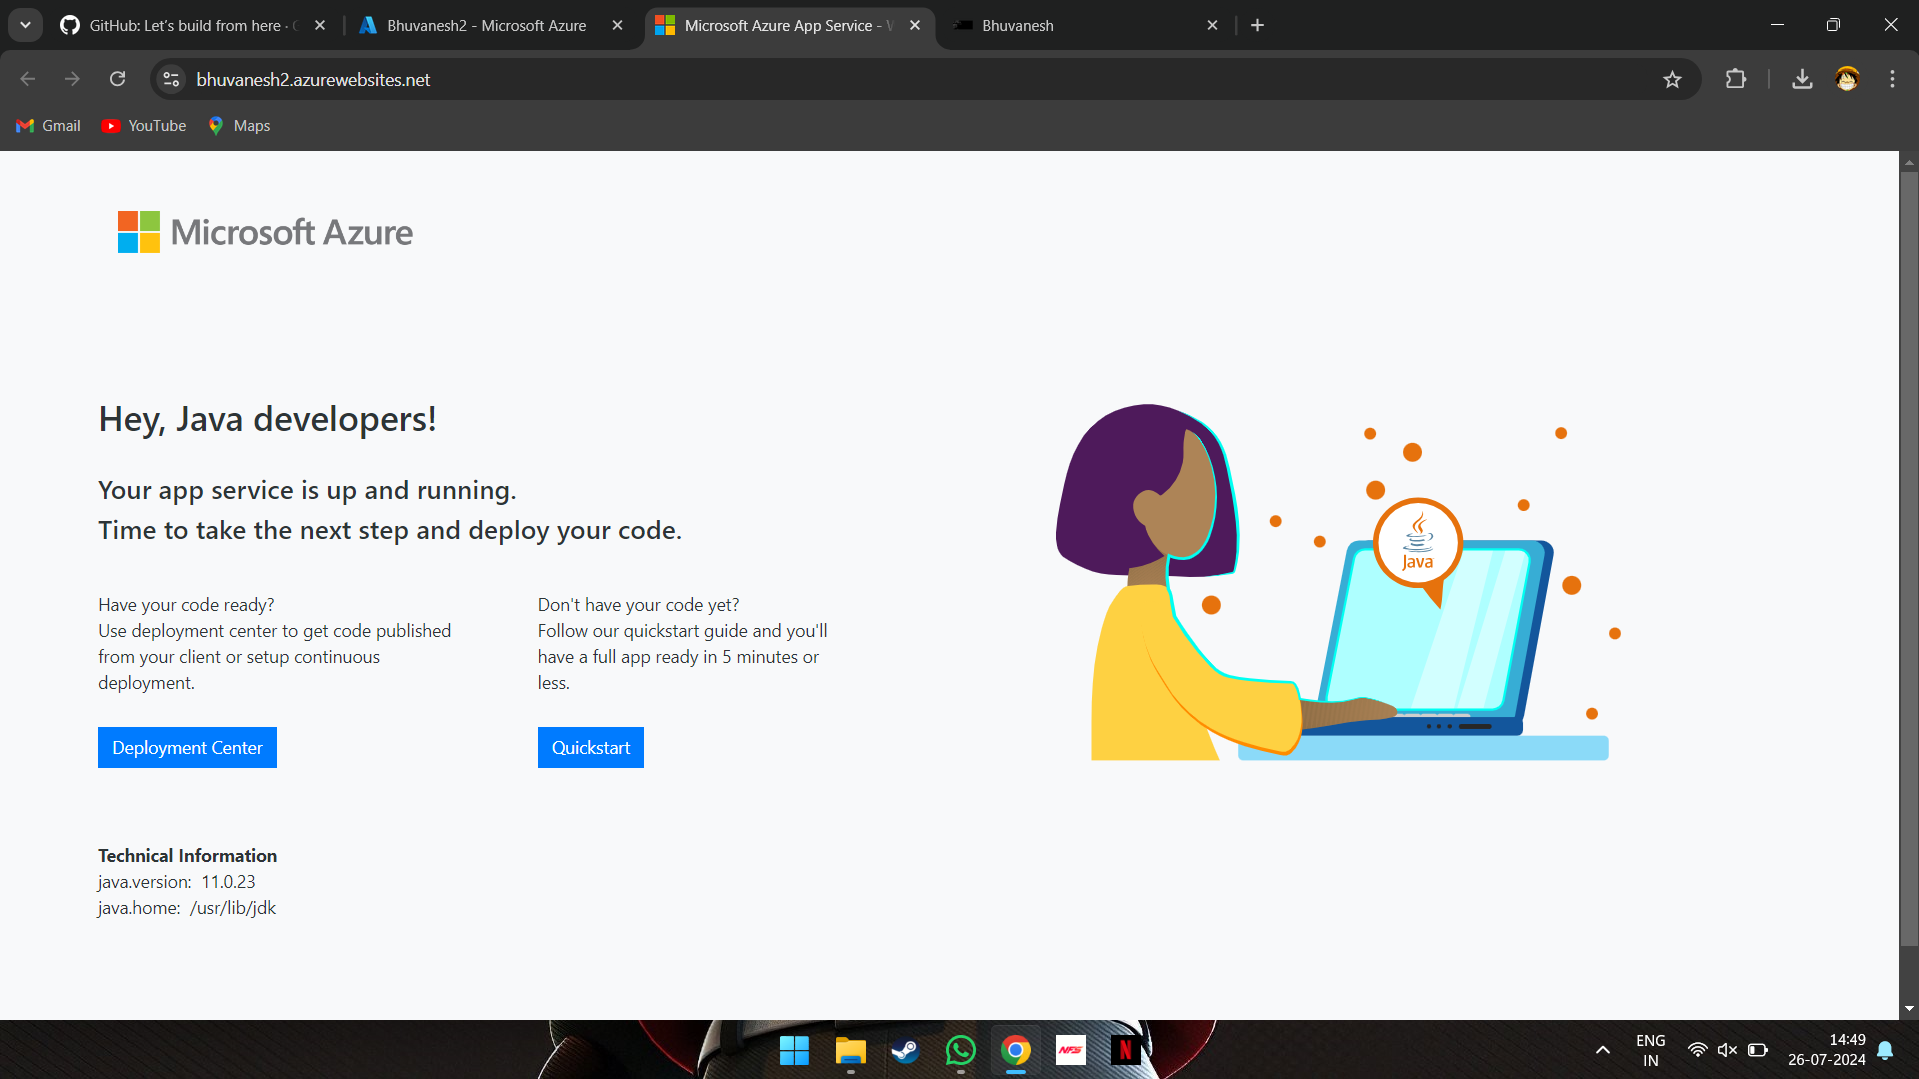 GitHub: Let's build from here ·
Bhuvanesh2 - Microsoft Azure
Microsoft Azure App Service -
Bhuvanesh
bhuvanesh2.azurewebsites.net
Gmail
YouTube
Maps
Microsoft Azure
Hey, Java developers!
Your app service is up and running.
Time to take the next step and deploy your code.
Have your code ready?
Use deployment center to get code published
from your client or setup continuous
deployment.
Deployment Center
Don't have your code yet?
Follow our quickstart guide and you'll
have a full app ready in 5 minutes or
less.
Quickstart
Java
Technical Information
java.version: 11.0.23
java.home: /usr/lib/jdk
NFS
N
ENG
IN
14:49
26-07-2024